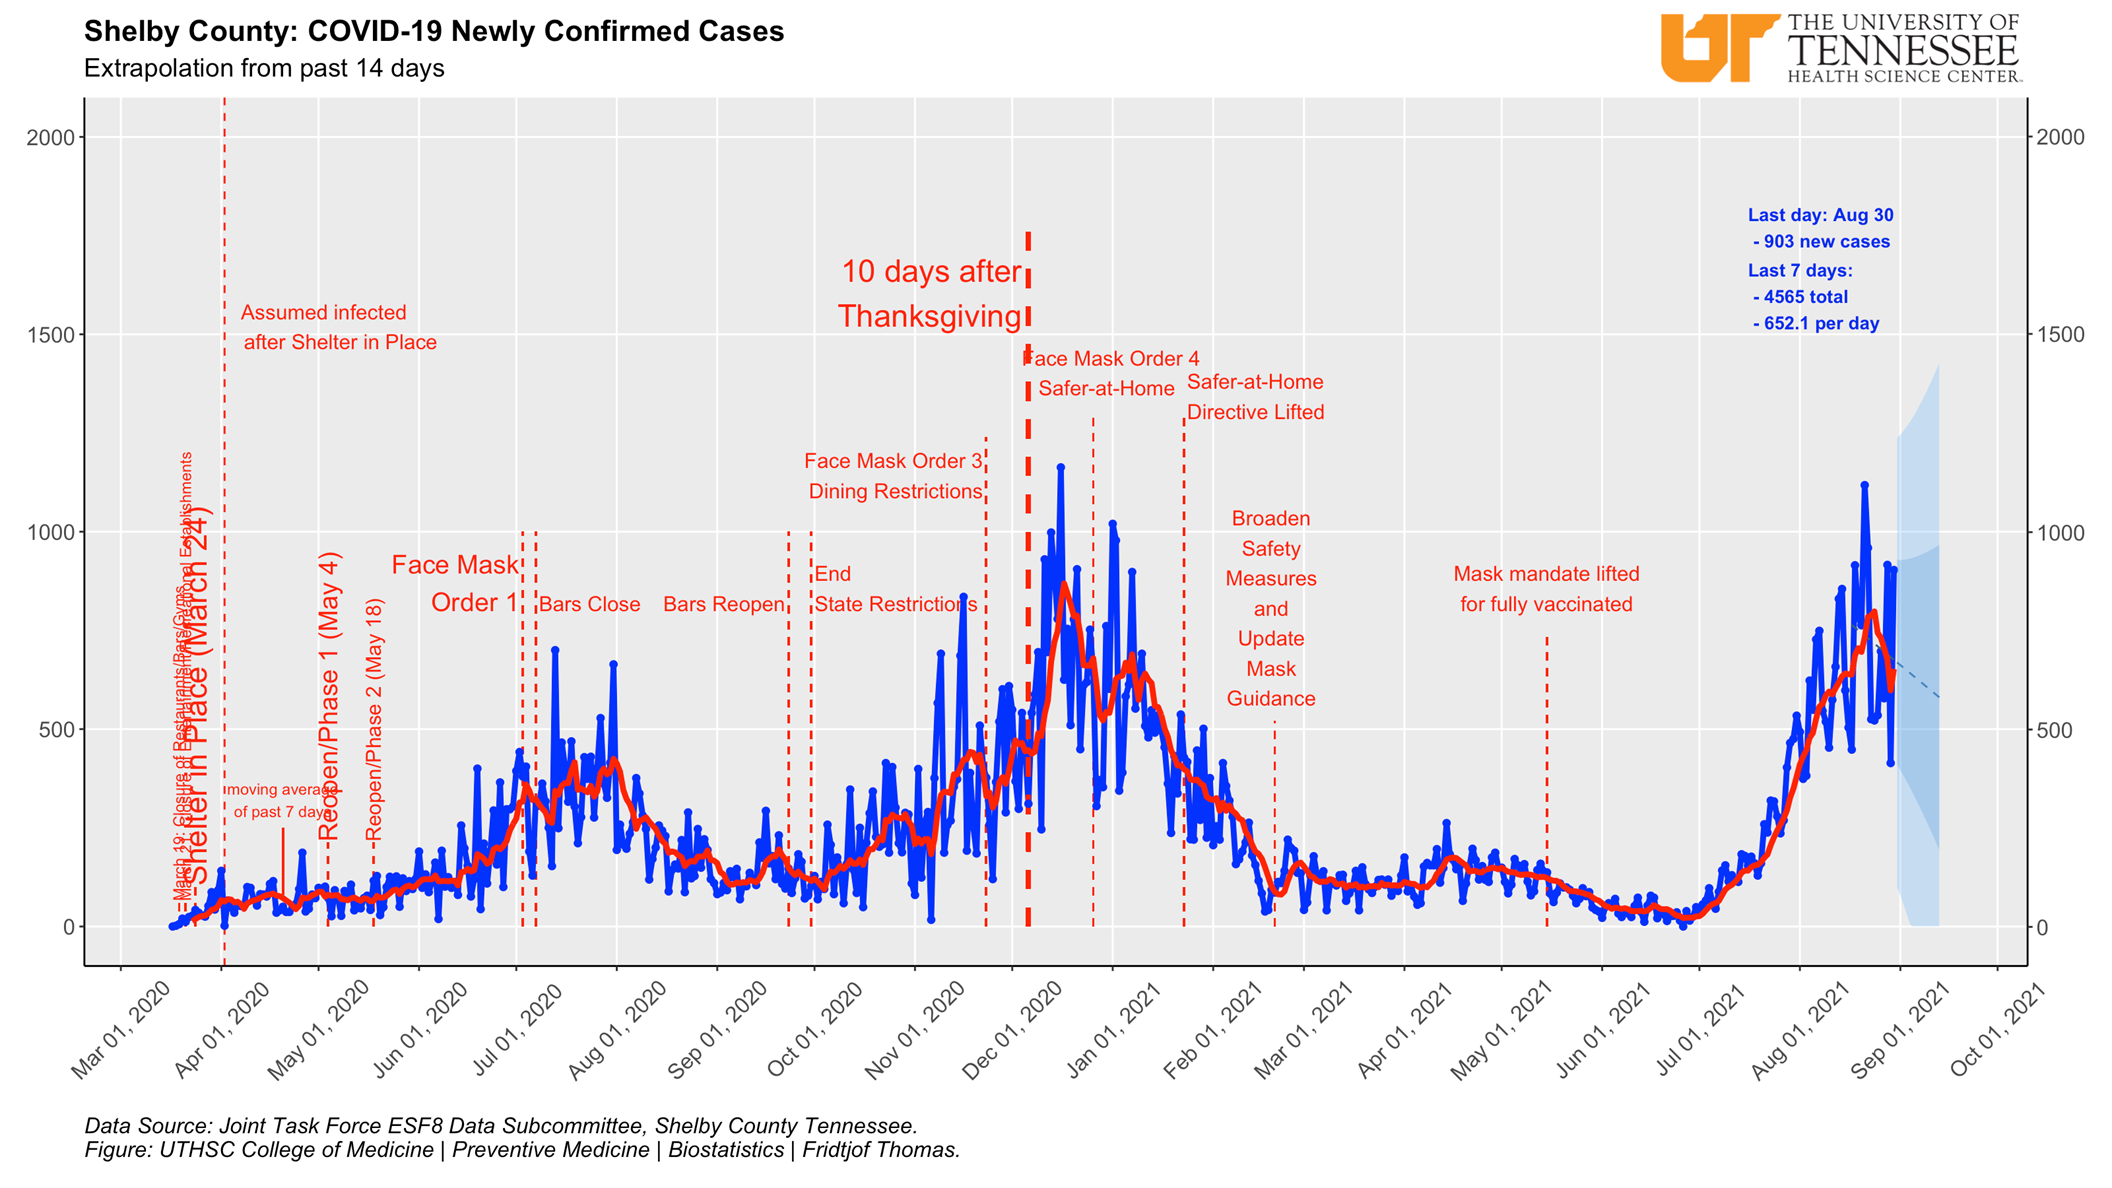 Shelby County: COVID-19 Newly Confirmed Cases
Extrapolation from past 14 days
THE UNIVERSITY OF
TENNESSEE
HEALTH SCIENCE CENTER™
2000
1500
1000
500
0
2000
1500
1000
500
0
Last day: Aug 30
- 903 new cases
Last 7 days:
- 4565 total
- 652.1 per day
10 days after
Thanksgiving
Assumed infected
after Shelter in Place
Face Mask Order 4
Safer-at-Home
Safer-at-Home
Directive Lifted
Face Mask Order 3
Dining Restrictions
Broaden
Safety
Measures
and
Update
Mask
Guidance
Face Mask
Order 1
Bars Close
Bars Reopen
End
State Restrictions
Mask mandate lifted
for fully vaccinated
March 19: Closure of Restaurants/Bars/Gyms
Shelter in Place (March 24)
Reopen/Phase 1 (May 4)
Reopen/Phase 2 (May 18)
moving average
of past 7 days
Mar 01, 2020
Apr 01, 2020
May 01, 2020
Jun 01, 2020
Jul 01, 2020
Aug 01, 2020
Sep 01, 2020
Oct 01, 2020
Nov 01, 2020
Dec 01, 2020
Jan 01, 2021
Feb 01, 2021
Mar 01, 2021
Apr 01, 2021
May 01, 2021
Jun 01, 2021
Jul 01, 2021
Aug 01, 2021
Sep 01, 2021
Oct 01, 2021
Data Source: Joint Task Force ESF8 Data Subcommittee, Shelby County Tennessee.
Figure: UTHSC College of Medicine | Preventive Medicine | Biostatistics | Fridtjof Thomas.